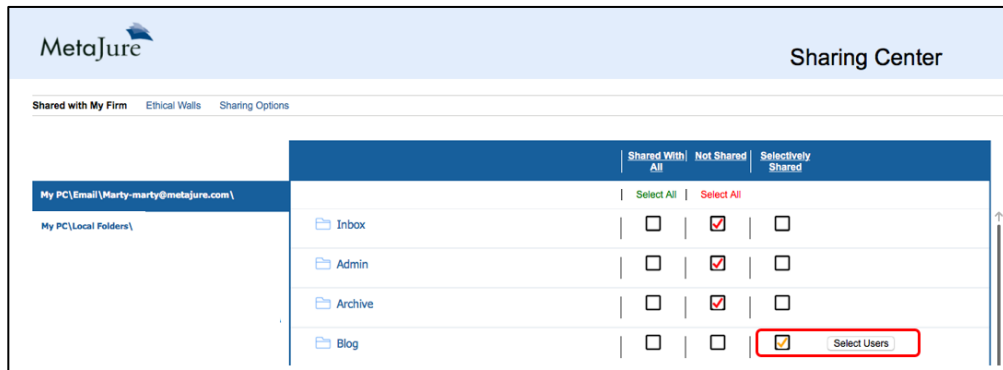 MetaJure
Sharing Center
Shared with My Firm Ethical Walls Sharing Options
Shared With All Not Shared Selectively Shared
My PC\Email\Marty-marty@metajure.com\
Select All Select All
My PC\Local Folders\
Inbox
Admin
Archive
Blog Select Users